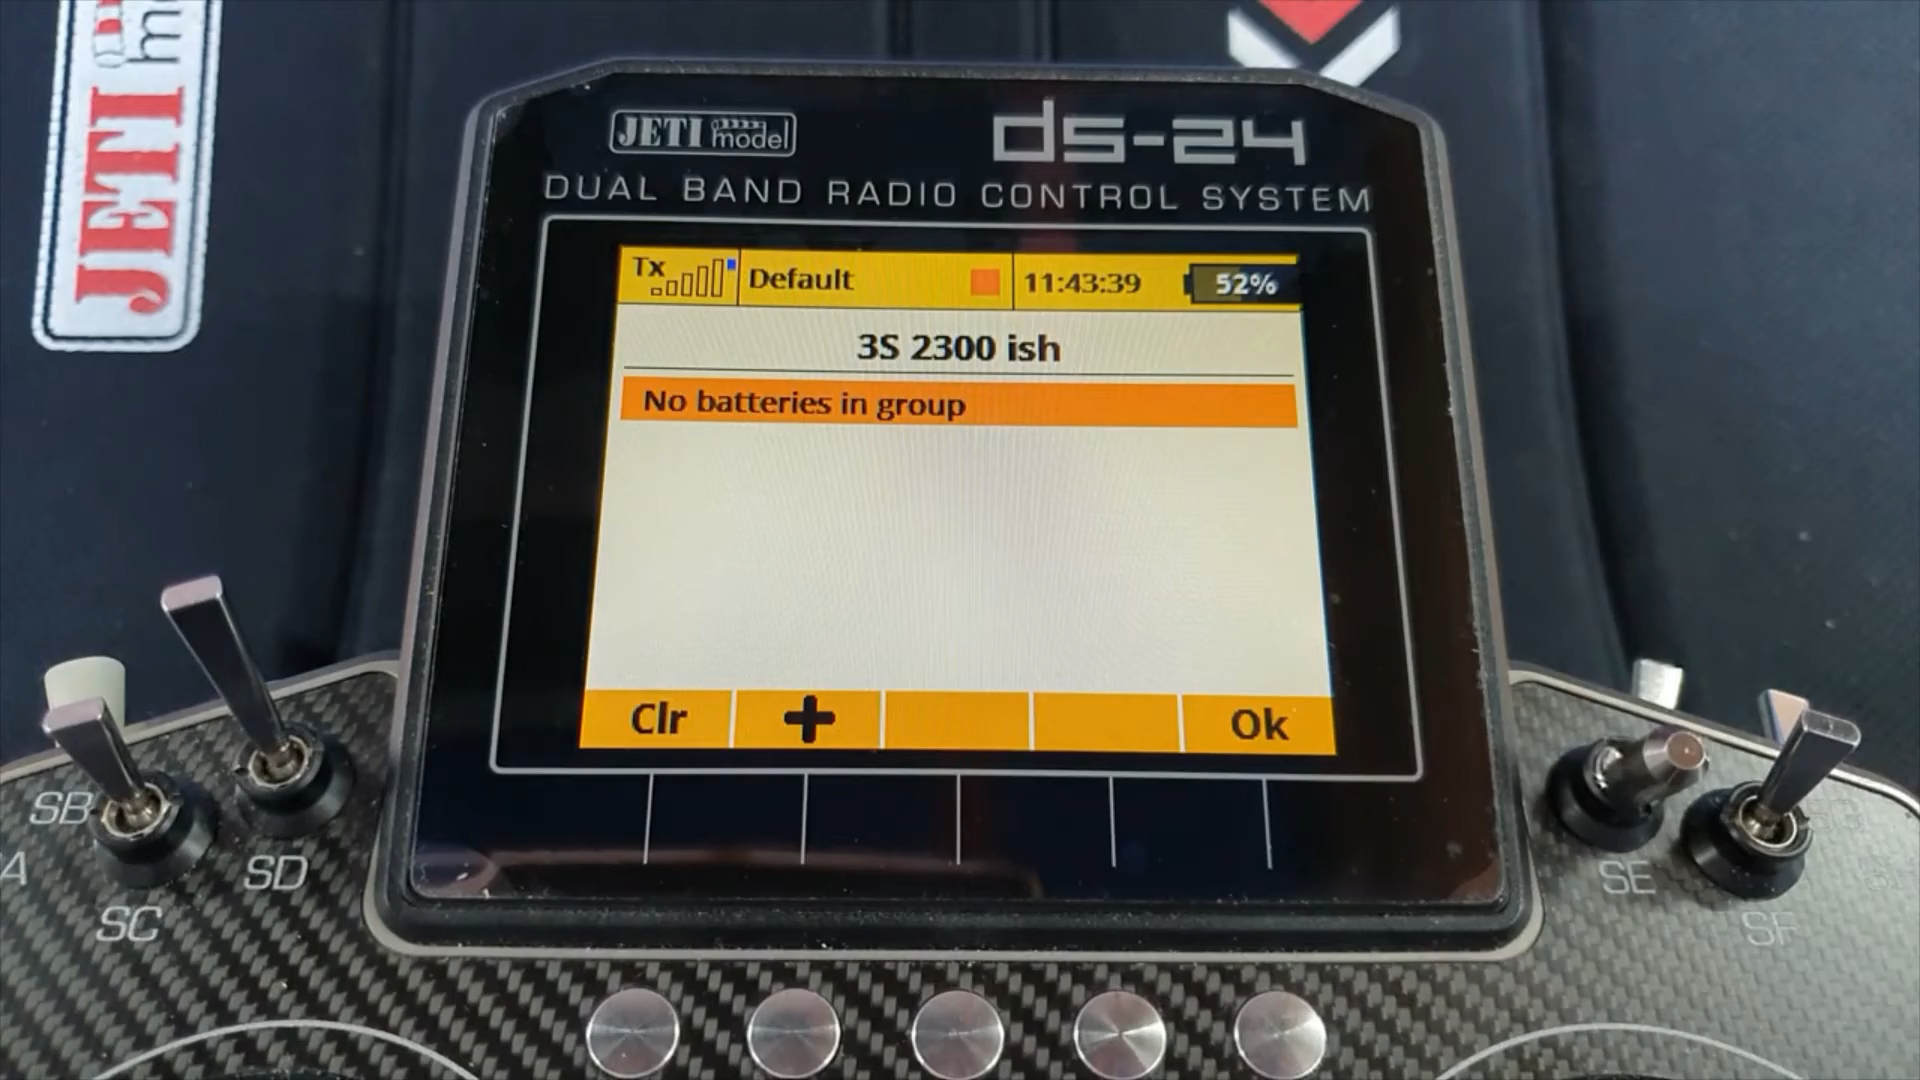 JETI
JETI model
ds-24
DUAL BAND RADIO CONTROL SYSTEM
Tx
Default
11:43:39
52%
3S 2300 ish
No batteries in group
Clr
+
Ok
SB
SD
SC
A
SE
SF